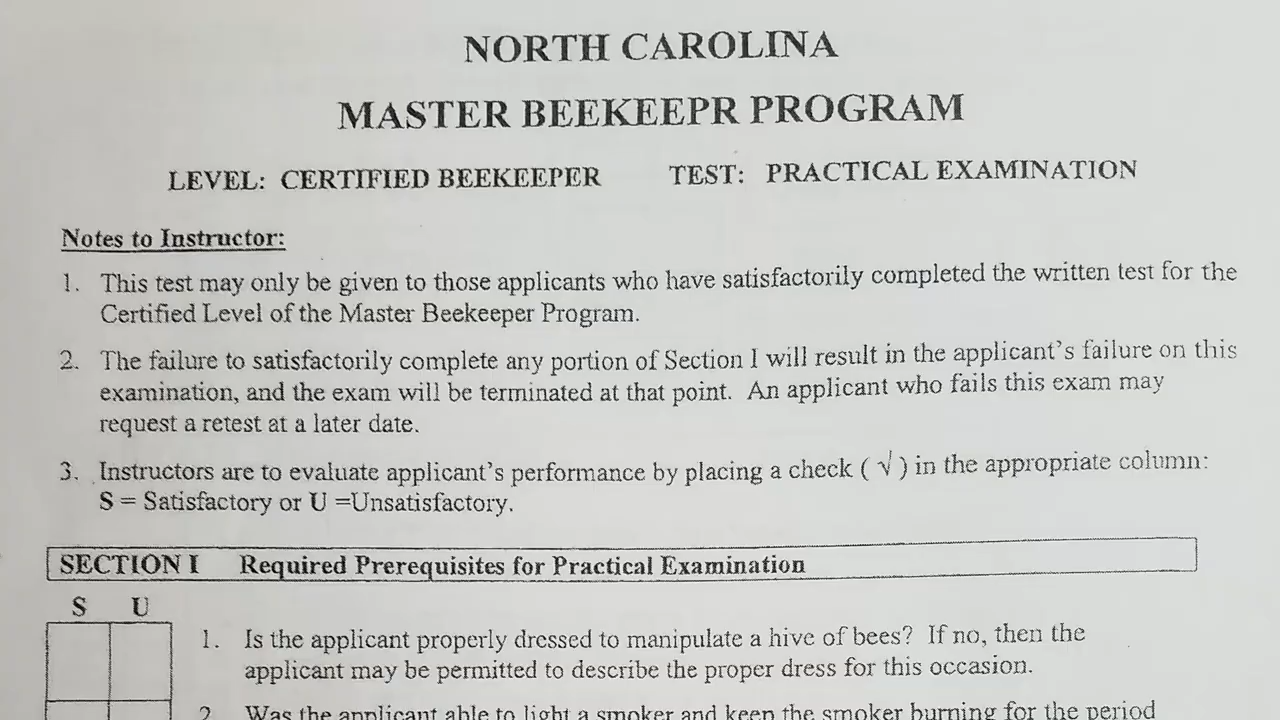 NORTH CAROLINA
MASTER BEEKEEPR PROGRAM
LEVEL: CERTIFIED BEEKEEPER TEST: PRACTICAL EXAMINATION
Notes to Instructor:
1. This test may only be given to those applicants who have satisfactorily completed the written test for the
Certified Level of the Master Beekeeper Program.
2. The failure to satisfactorily complete any portion of Section I will result in the applicant's failure on this
examination, and the exam will be terminated at that point. An applicant who fails this exam may
request a retest at a later date.
3. Instructors are to evaluate applicant's performance by placing a check ( √ ) in the appropriate column:
S = Satisfactory or U =Unsatisfactory.
SECTION I Required Prerequisites for Practical Examination
S U
1. Is the applicant properly dressed to manipulate a hive of bees? If no, then the
applicant may be permitted to describe the proper dress for this occasion.
2. Was the applicant able to light a smoker and keep the smoker burning for the period